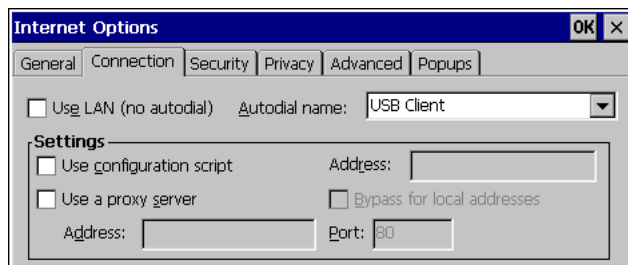 Internet Options OK ×
General Connection Security Privacy Advanced Popups
Use LAN (no autodial) Autodial name: USB Client
Settings
Use configuration script Address:
Use a proxy server Bypass for local addresses
Address: Port: 80